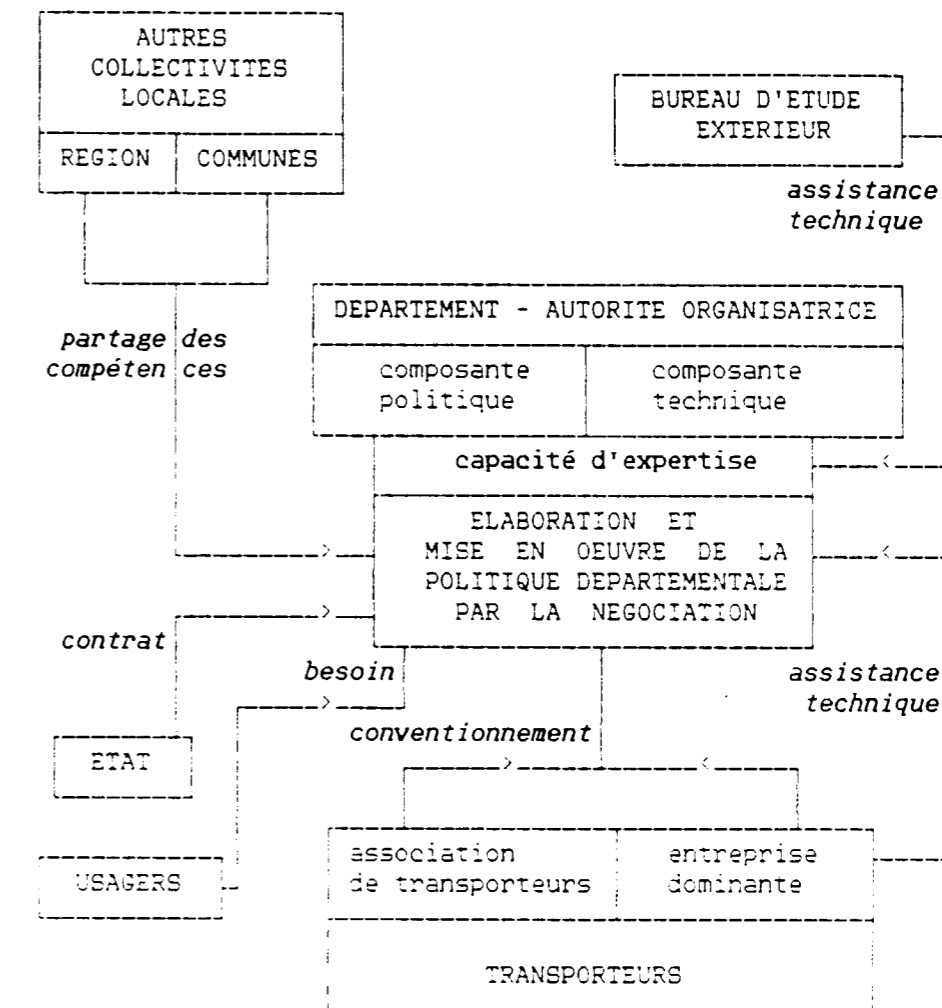 AUTRES
COLLECTIVITES
LOCALES
REGION
COMMUNES
BUREAU D'ETUDE
EXTERIEUR
assistance
technique
DEPARTEMENT - AUTORITE ORGANISATRICE
partage des
compéten ces
composante
politique
composante
technique
capacité d'expertise
ELABORATION ET
MISE EN OEUVRE DE LA
POLITIQUE DEPARTEMENTALE
PAR LA NEGOCIATION
contrat
besoin
assistance
technique
conventionnement
ETAT
USAGERS
association
de transporteurs
entreprise
dominante
TRANSPORTEURS